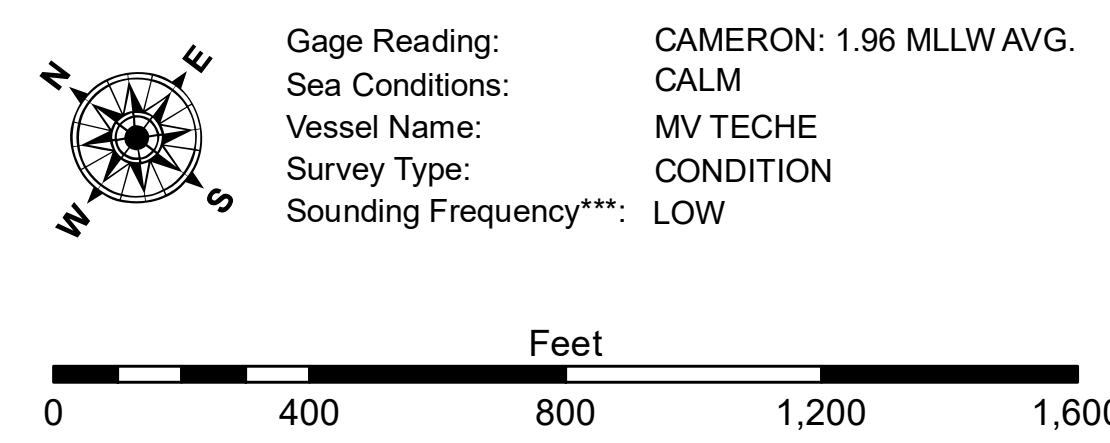 N
E
W
S
Gage Reading: CAMERON: 1.96 MLLW AVG.
Sea Conditions: CALM
Vessel Name: MV TECHE
Survey Type: CONDITION
Sounding Frequency***: LOW
Feet
0 400 800 1,200 1,600